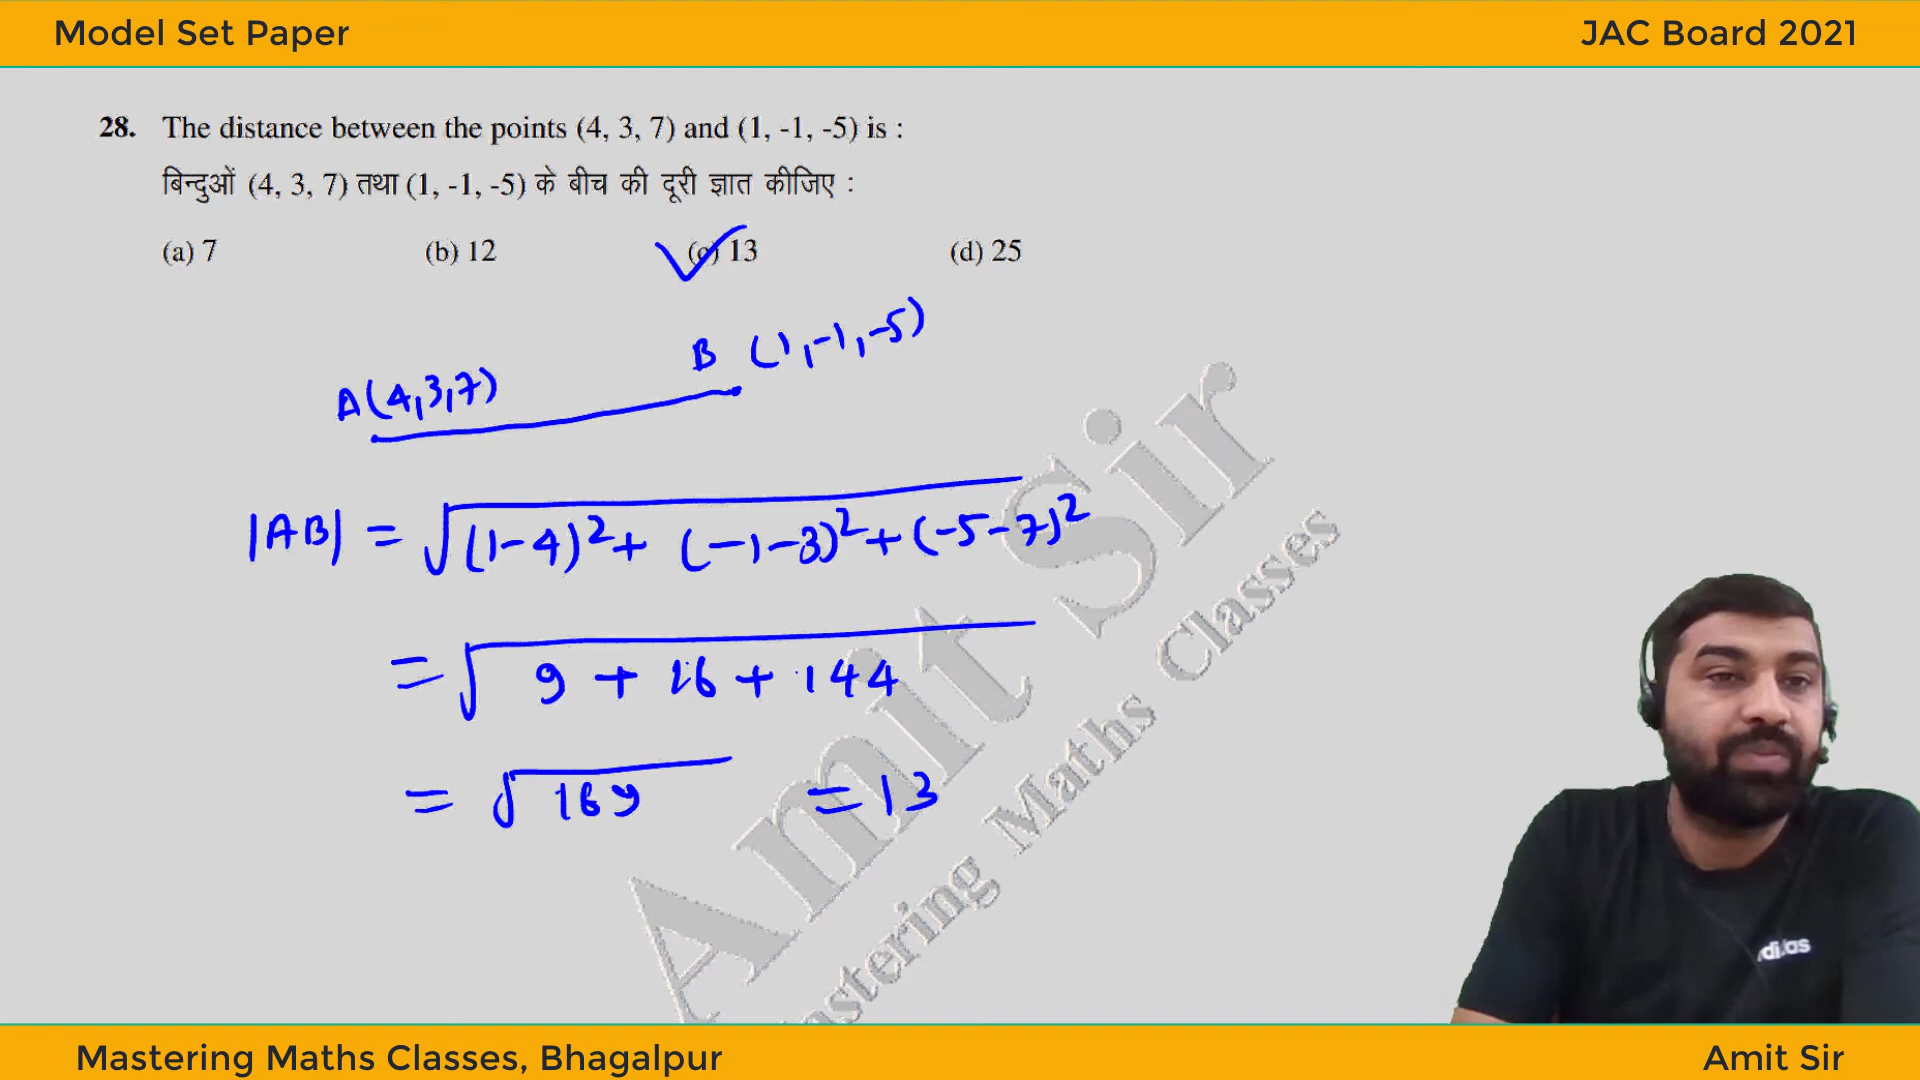 Model Set Paper
JAC Board 2021
28. The distance between the points (4, 3, 7) and (1, -1, -5) is :
बिन्दुओं (4, 3, 7) तथा (1, -1, -5) के बीच की दूरी ज्ञात कीजिए :
(a) 7 (b) 12 (c) 13 (d) 25
B (1,-1,-5)
A(4,3,7)
|AB| = √(1-4)²+ (-1-3)²+(-5-7)²
= √9 + 16 + 144
= √169 = 13
Amit Sir
Mastering Maths Classes
adidas
Mastering Maths Classes, Bhagalpur
Amit Sir